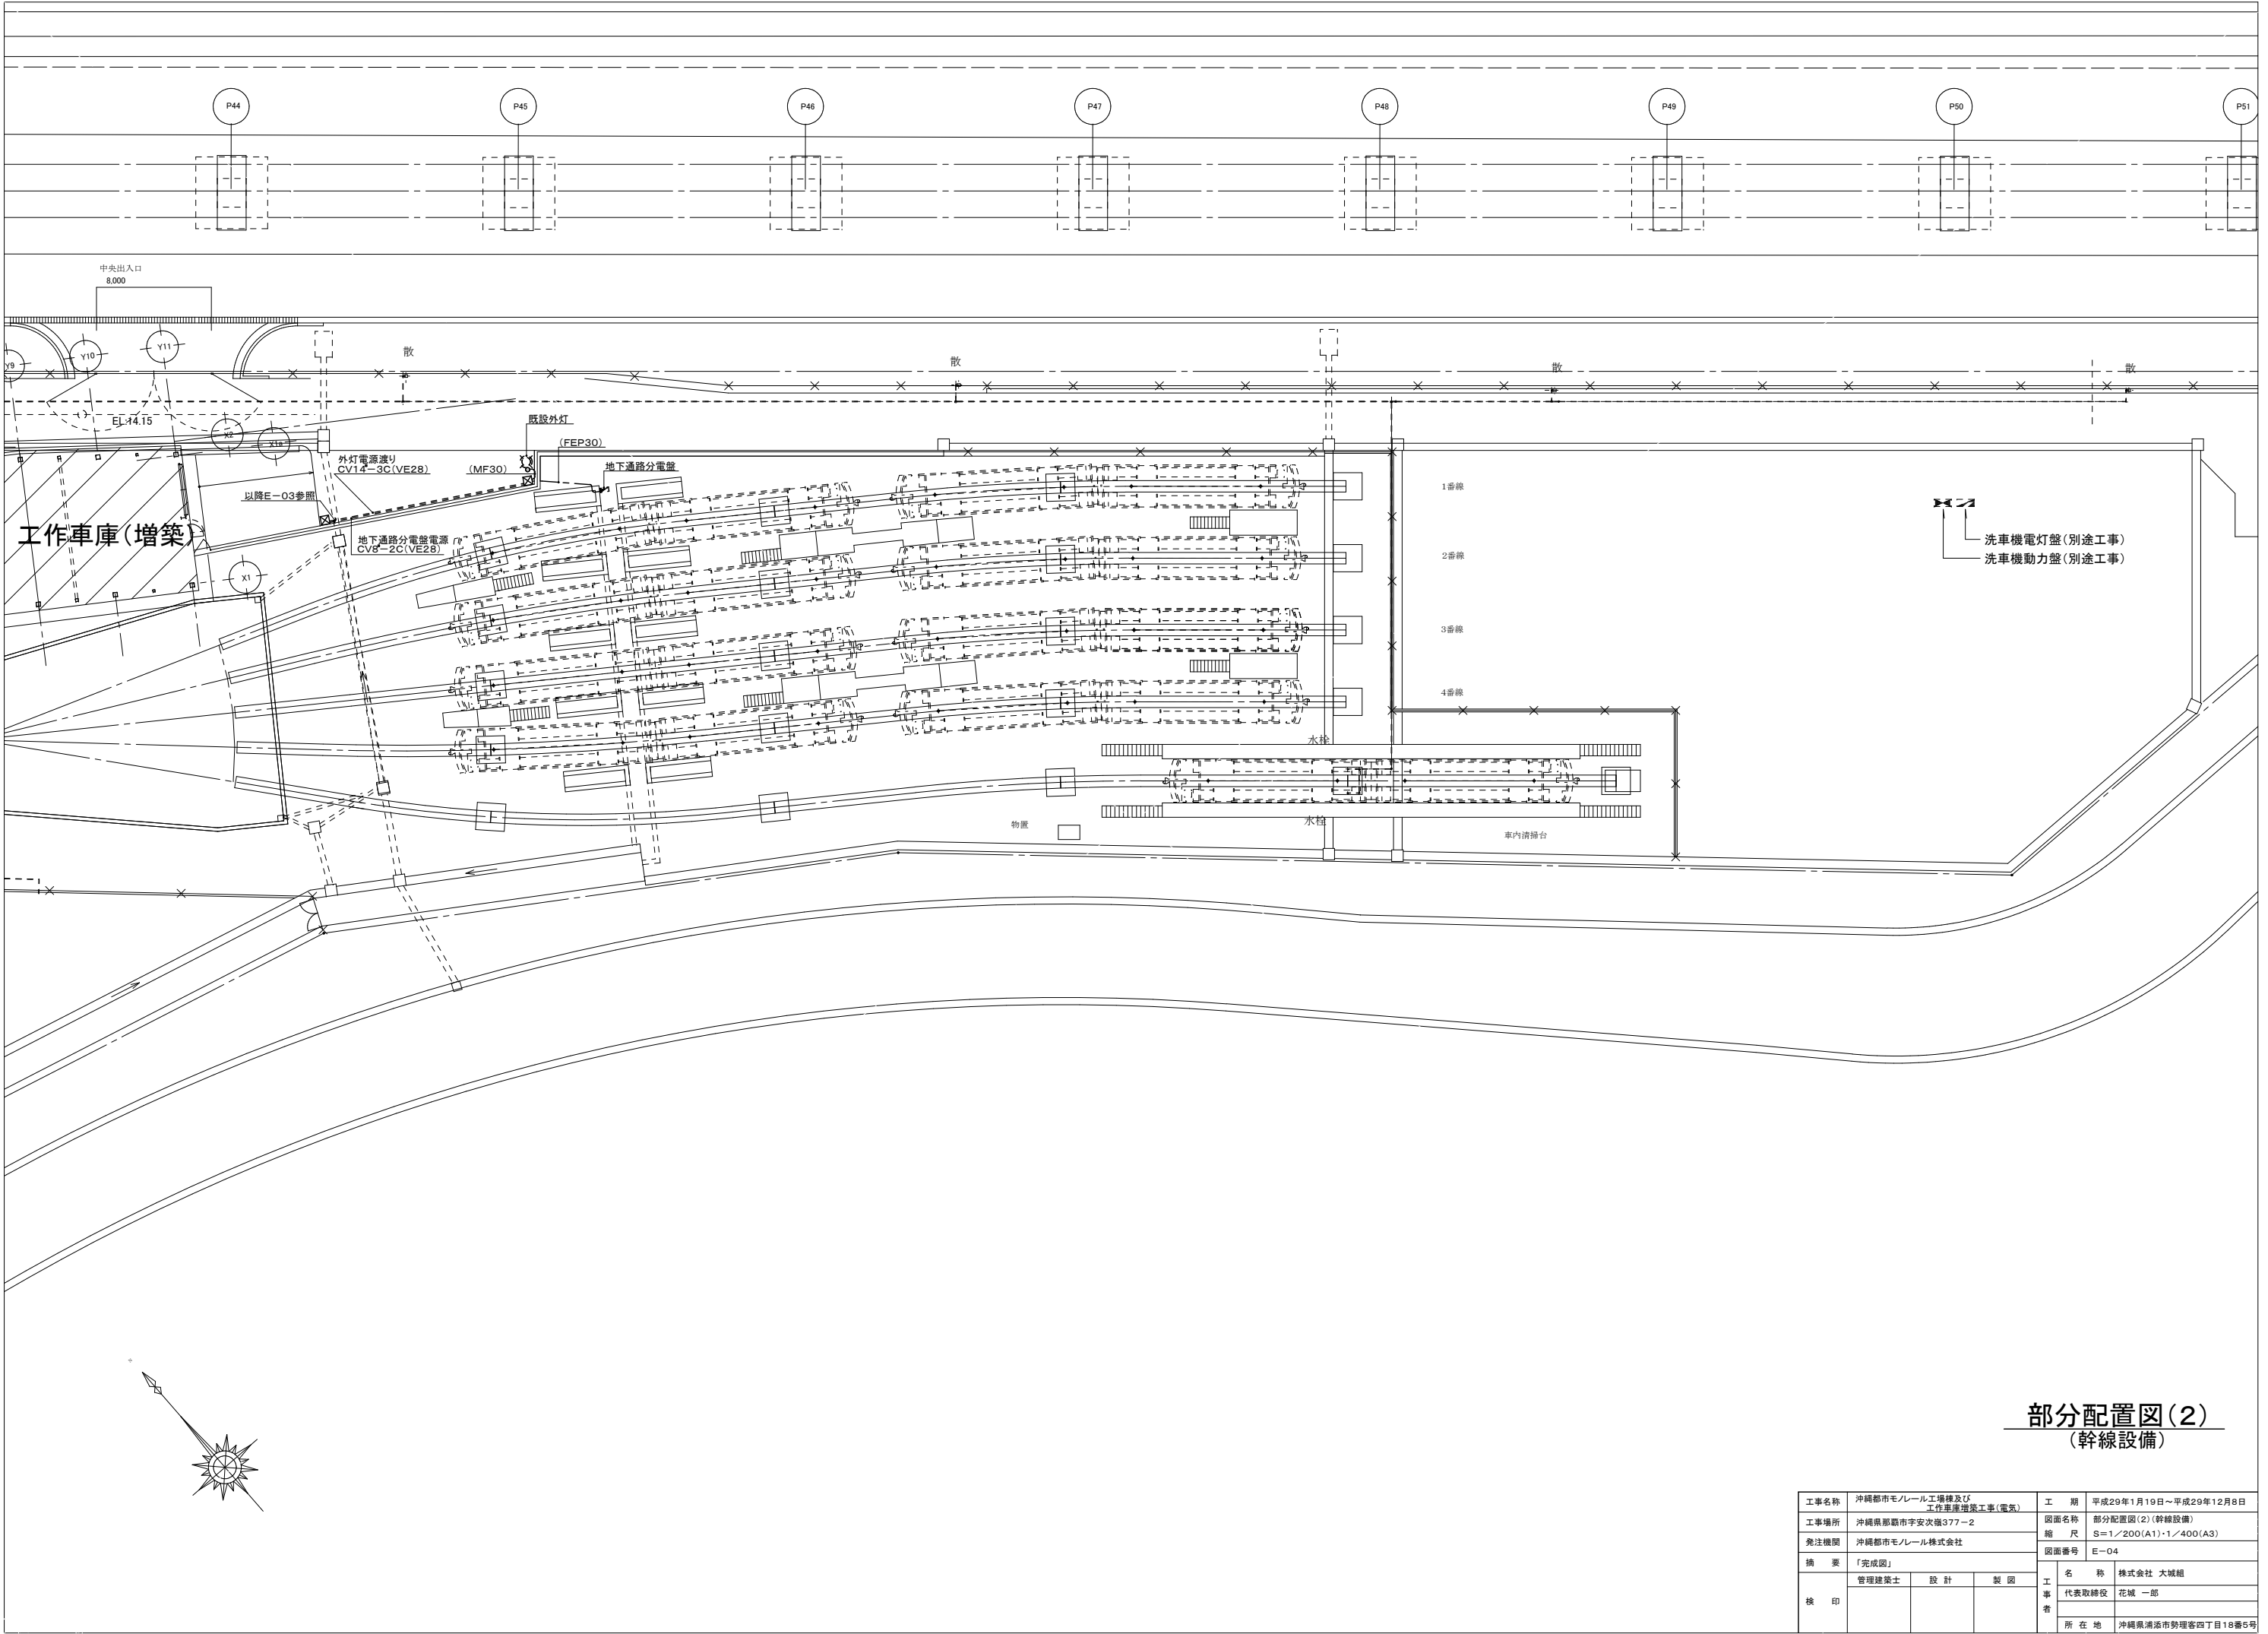 P44
P45
P46
P47
P48
P49
P50
P51
中央出入口
8,000
Y9
Y10
Y11
散
散
散
散
EL.14.15
X2
X1a
既設外灯
(FEP30)
外灯電源渡り
CV14-3C(VE28)
(MF30)
地下通路分電盤
以降E-03参照
工作車庫(増築)
地下通路分電盤電源
CV8-2C(VE28)
X1
1番線
2番線
3番線
4番線
洗車機電灯盤(別途工事)
洗車機動力盤(別途工事)
水栓
水栓
物置
車内清掃台
部分配置図(2)
(幹線設備)
工事名称 沖縄都市モノレール工場棟及び
工作車庫増築工事(電気)
工事場所 沖縄県那覇市字安次嶺377-2
発注機関 沖縄都市モノレール株式会社
摘 要 「完成図」
検 印 管理建築士 設 計 製 図
工 期 平成29年1月19日~平成29年12月8日
図面名称 部分配置図(2)(幹線設備)
縮 尺 S=1/200(A1)・1/400(A3)
図面番号 E-04
工事者
名 称 株式会社 大城組
代表取締役 花城 一郎
所 在 地 沖縄県浦添市勢理客四丁目18番5号